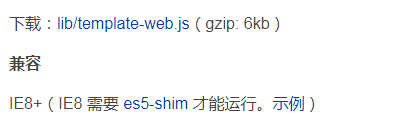 下载：lib/template-web.js ( gzip: 6kb )
兼容
IE8+ ( IE8 需要 es5-shim 才能运行。示例 )